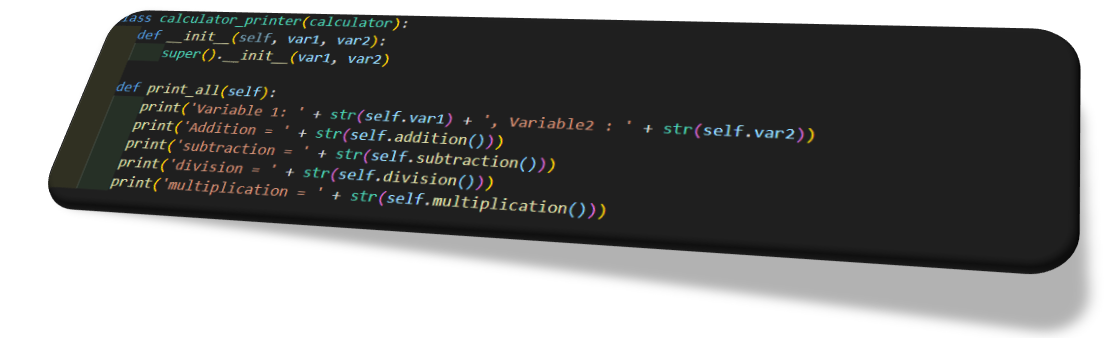 class calculator_printer(calculator):
    def __init__(self, var1, var2):
        super().__init__(var1, var2)

    def print_all(self):
        print('Variable 1: ' + str(self.var1) + ', Variable2 : ' + str(self.var2))
        print('Addition = ' + str(self.addition()))
        print('subtraction = ' + str(self.subtraction()))
        print('division = ' + str(self.division()))
        print('multiplication = ' + str(self.multiplication()))